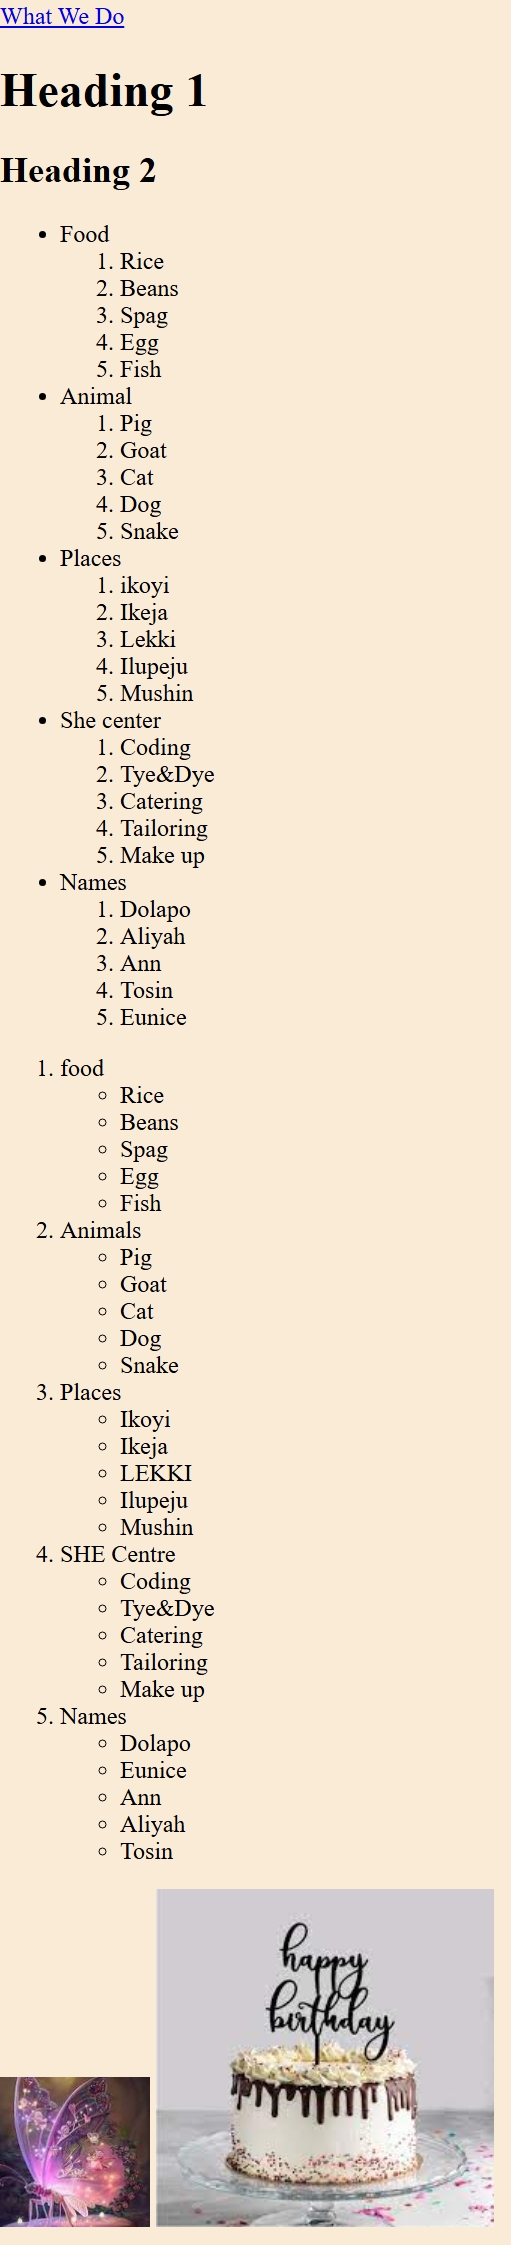 What We Do
Heading 1
Heading 2
• Food
1. Rice
2. Beans
3. Spag
4. Egg
5. Fish
• Animal
1. Pig
2. Goat
3. Cat
4. Dog
5. Snake
• Places
1. ikoyi
2. Ikeja
3. Lekki
4. Ilupeju
5. Mushin
• She center
1. Coding
2. Tye&Dye
3. Catering
4. Tailoring
5. Make up
• Names
1. Dolapo
2. Aliyah
3. Ann
4. Tosin
5. Eunice
1. food
◦ Rice
◦ Beans
◦ Spag
◦ Egg
◦ Fish
2. Animals
◦ Pig
◦ Goat
◦ Cat
◦ Dog
◦ Snake
3. Places
◦ Ikoyi
◦ Ikeja
◦ LEKKI
◦ Ilupeju
◦ Mushin
4. SHE Centre
◦ Coding
◦ Tye&Dye
◦ Catering
◦ Tailoring
◦ Make up
5. Names
◦ Dolapo
◦ Eunice
◦ Ann
◦ Aliyah
◦ Tosin
happy
birthday